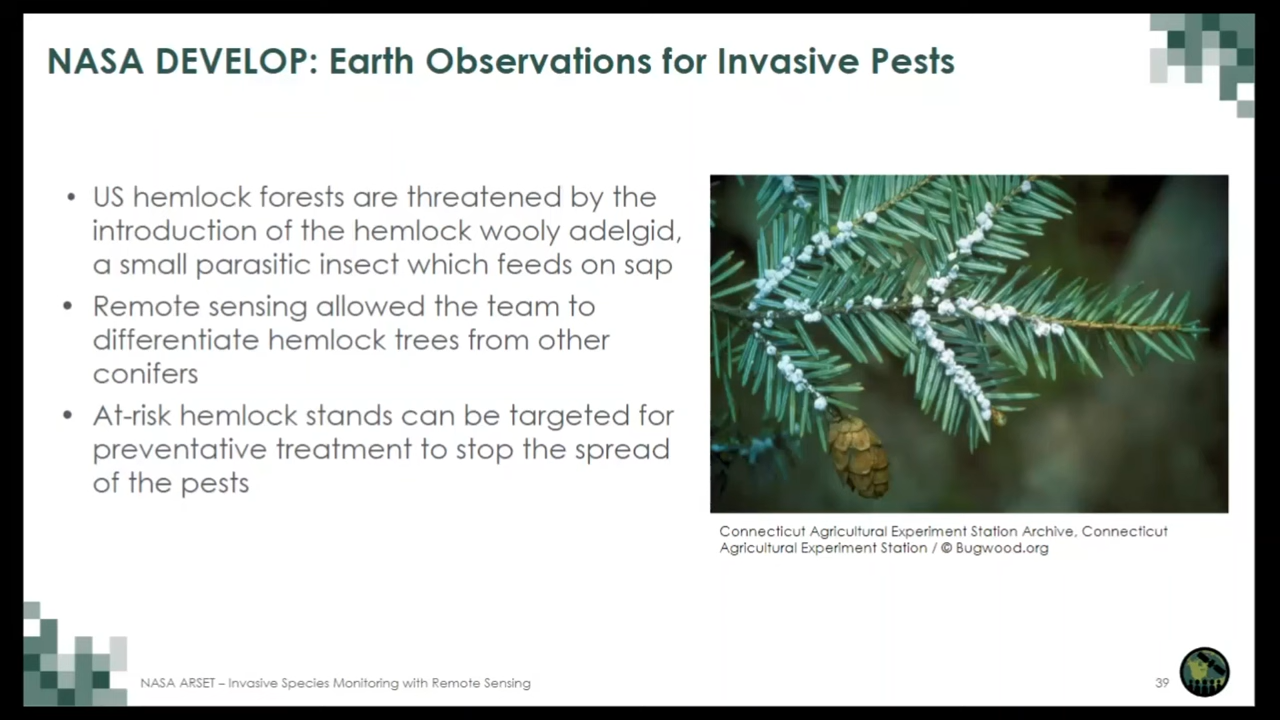 NASA DEVELOP: Earth Observations for Invasive Pests
• US hemlock forests are threatened by the
introduction of the hemlock wooly adelgid,
a small parasitic insect which feeds on sap
• Remote sensing allowed the team to
differentiate hemlock trees from other
conifers
• At-risk hemlock stands can be targeted for
preventative treatment to stop the spread
of the pests
Connecticut Agricultural Experiment Station Archive, Connecticut
Agricultural Experiment Station / © Bugwood.org
NASA ARSET – Invasive Species Monitoring with Remote Sensing
39